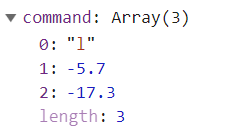 ▼ command: Array(3)
0: "l"
1: -5.7
2: -17.3
length: 3